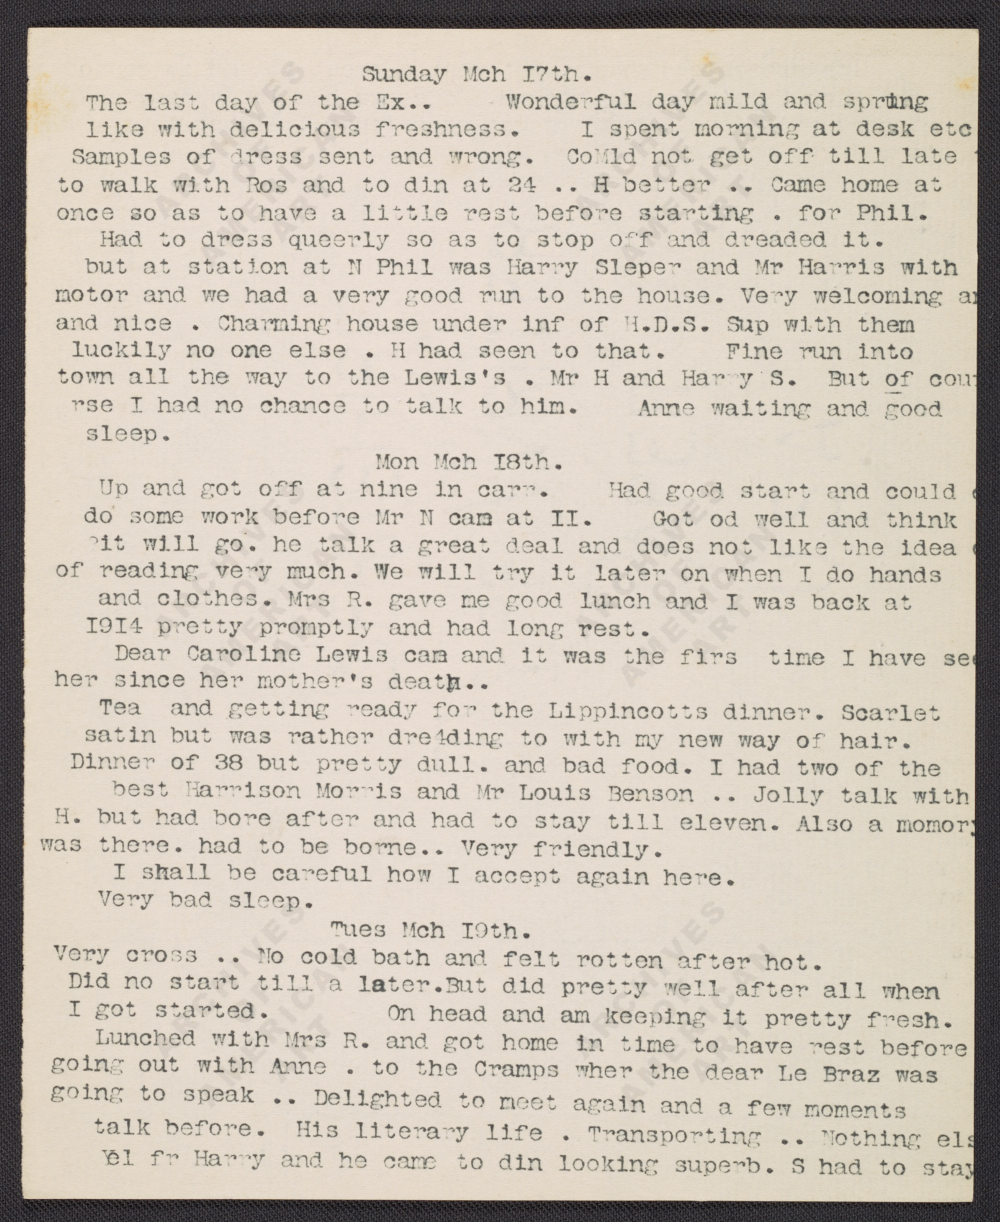 Sunday Mch I7th.
The last day of the Ex.. Wonderful day mild and sprtng
like with delicious freshness. I spent morning at desk etc
Samples of dress sent and wrong. CoMld not get off till late
to walk with Ros and to din at 24 .. H better .. Came home at
once so as to have a little rest before starting . for Phil.
Had to dress queerly so as to stop off and dreaded it.
but at station at N Phil was Harry Sleper and Mr Harris with
motor and we had a very good run to the house. Very welcoming an
and nice . Charming house under inf of H.D.S. Sup with them
luckily no one else . H had seen to that. Fine run into
town all the way to the Lewis's . Mr H and Harry S. But of cou
rse I had no chance to talk to him. Anne waiting and good
sleep.
Mon Mch I8th.
Up and got off at nine in carr. Had good start and could
do some work before Mr N cam at II. Got od well and think
it will go. he talk a great deal and does not like the idea
of reading very much. We will try it later on when I do hands
and clothes. Mrs R. gave me good lunch and I was back at
I9I4 pretty promptly and had long rest.
Dear Caroline Lewis cam and it was the firs time I have see
her since her mother's death..
Tea and getting ready for the Lippincotts dinner. Scarlet
satin but was rather dre4ding to with my new way of hair.
Dinner of 38 but pretty dull. and bad food. I had two of the
best Harrison Morris and Mr Louis Benson .. Jolly talk with
H. but had bore after and had to stay till eleven. Also a momory
was there. had to be borne.. Very friendly.
I shall be careful how I accept again here.
Very bad sleep.
Tues Mch I9th.
Very cross .. No cold bath and felt rotten after hot.
Did no start till a later.But did pretty well after all when
I got started. On head and am keeping it pretty fresh.
Lunched with Mrs R. and got home in time to have rest before
going out with Anne . to the Cramps wher the dear Le Braz was
going to speak .. Delighted to meet again and a few moments
talk before. His literary life . Transporting .. Nothing els
fr Harry and he came to din looking superb. S had to stay